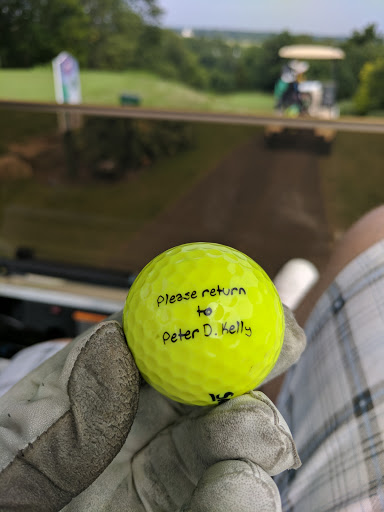 Please return
to
Peter D. Kelly